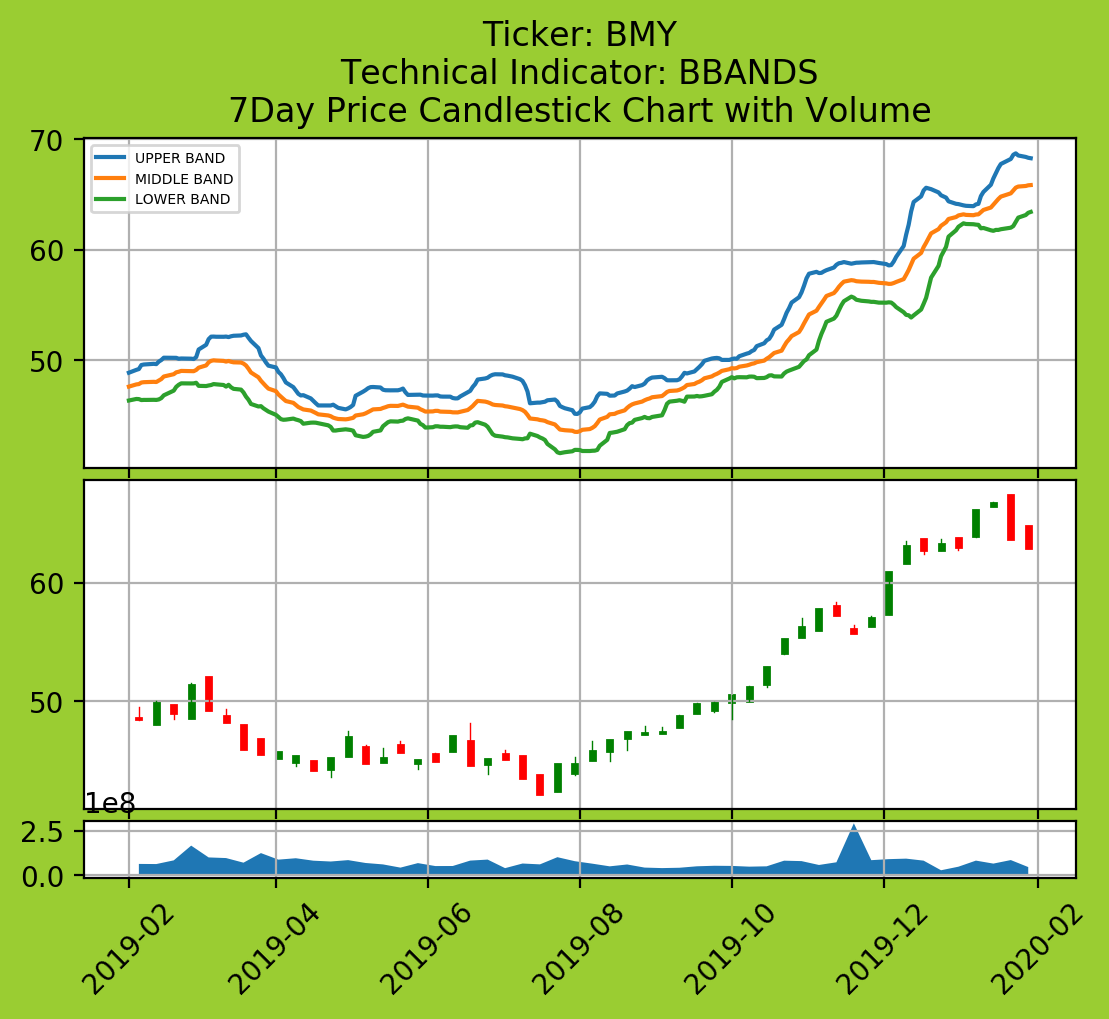 Ticker: BMY
Technical Indicator: BBANDS
7Day Price Candlestick Chart with Volume
70
60
50
UPPER BAND
MIDDLE BAND
LOWER BAND
60
50
1e8
2.5
0.0
2019-02
2019-04
2019-06
2019-08
2019-10
2019-12
2020-02